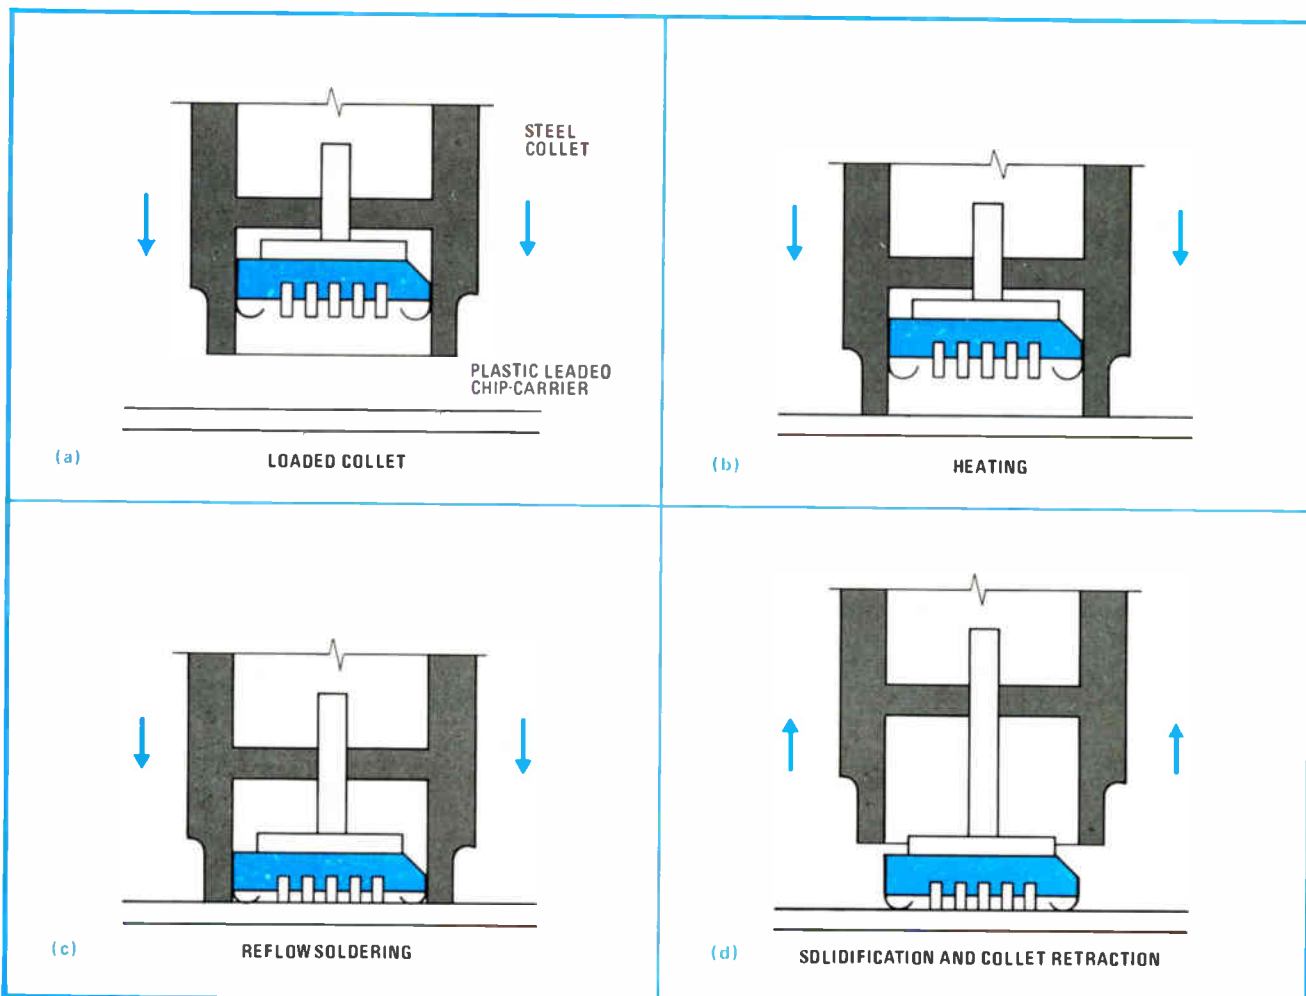 STEEL
COLLET
PLASTIC LEADED
CHIP-CARRIER
(a)
LOADED COLLET
(b)
HEATING
(c)
REFLOW SOLDERING
(d)
SOLIDIFICATION AND COLLET RETRACTION